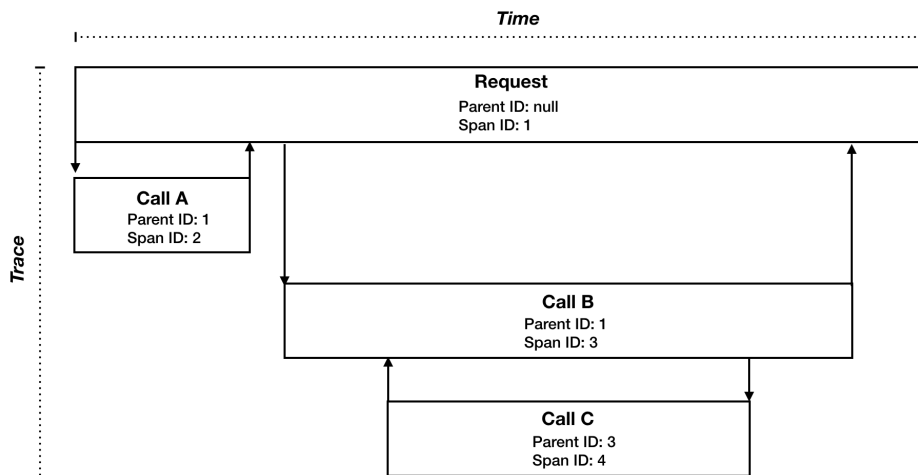 Time
Request
Parent ID: null
Span ID: 1
Call A
Parent ID: 1
Span ID: 2
Trace
Call B
Parent ID: 1
Span ID: 3
Call C
Parent ID: 3
Span ID: 4